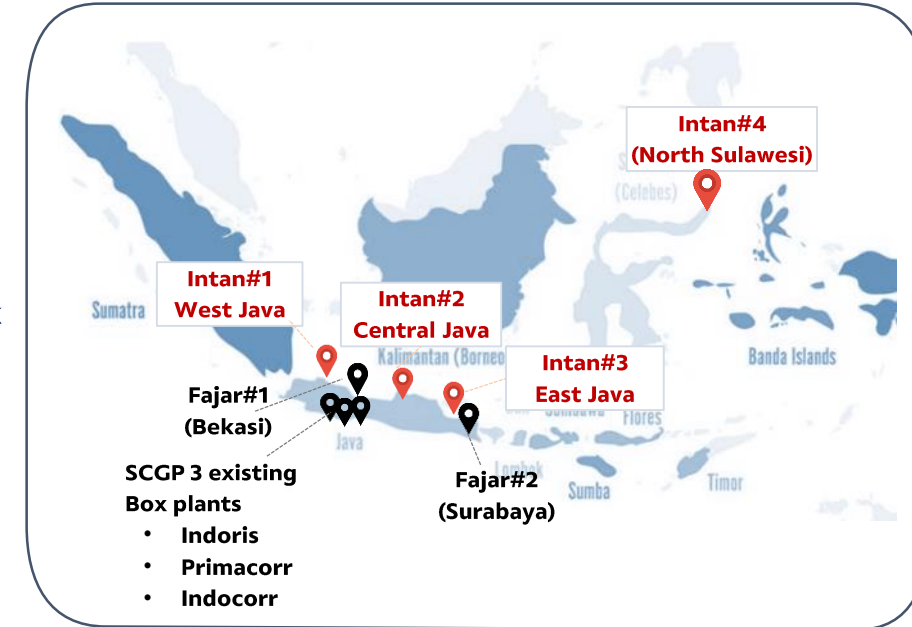 Intan#4
(North Sulawesi)
(Celebes)
Intan#1
West Java
Intan#2
Central Java
Sumatra
Kalimantan (Borneo
Banda Islands
Intan#3
East Java
Fajar#1
(Bekasi)
Flores
Java
SCGP 3 existing
Box plants
• Indoris
• Primacorr
• Indocorr
Lombok
Fajar#2
(Surabaya)
Sumba
Timor